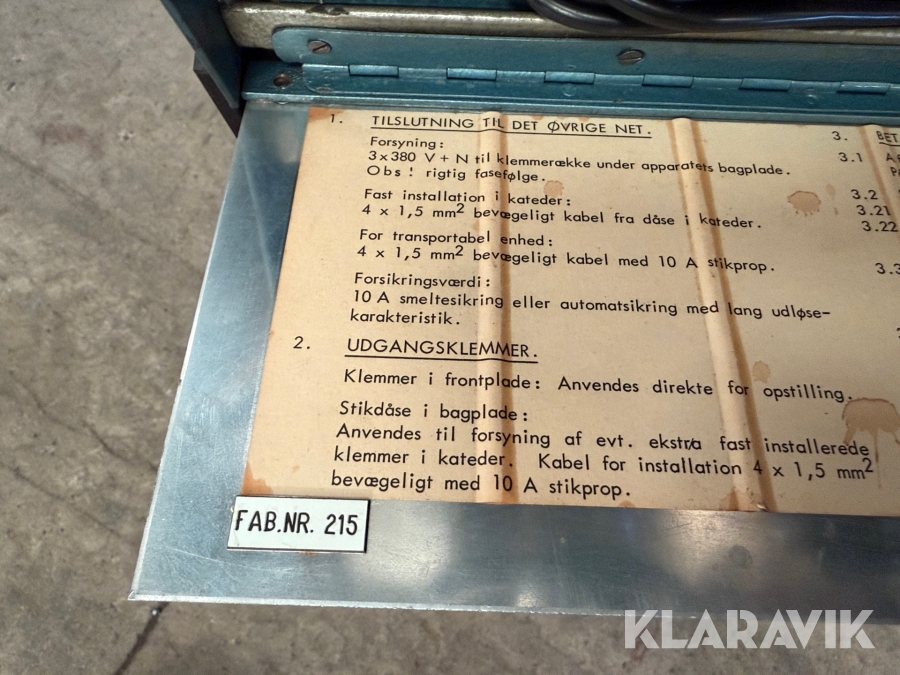 1. TILSLUTNING TIL DET ØVRIGE NET.
Forsyning:
3x380 V + N til klemmerække under apparatets bagplade.
Obs! rigtig fasefølge.
Fast installation i kateder:
4 x 1,5 mm2 bevægeligt kabel fra dåse i kateder.
For transportabel enhed:
4 x 1,5 mm2 bevægeligt kabel med 10 A stikprop.
Forsikringsværdi:
10 A smeltesikring eller automatsikring med lang udløse-
karakteristik.
2. UDGANGSKLEMMER.
Klemmer i frontplade: Anvendes direkte for opstilling.
Stikdåse i bagplade:
Anvendes til forsyning af evt. ekstra fast installerede
klemmer i kateder. Kabel for installation 4 x 1,5 mm2
bevægeligt med 10 A stikprop.
3. BET
3.1
3.2
3.21
3.22
FAB.NR. 215
KLARAVIK